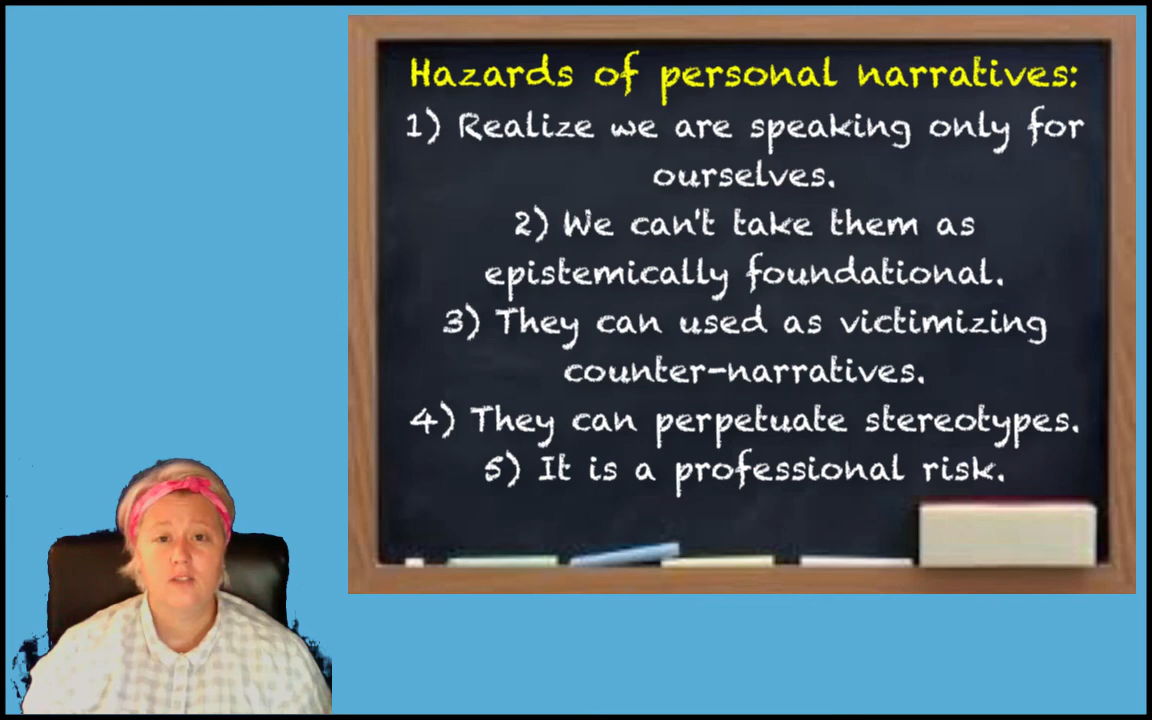 Hazards of personal narratives:
1) Realize we are speaking only for
ourselves.
2) We can't take them as
epistemically foundational.
3) They can used as victimizing
counter-narratives.
4) They can perpetuate stereotypes.
5) It is a professional risk.